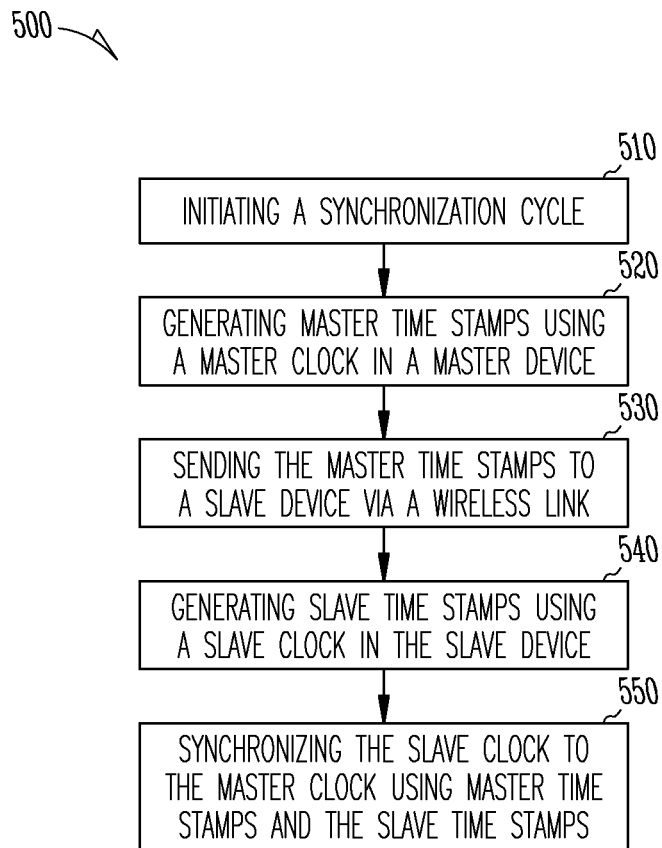 500
510
INITIATING A SYNCHRONIZATION CYCLE
520
GENERATING MASTER TIME STAMPS USING
A MASTER CLOCK IN A MASTER DEVICE
530
SENDING THE MASTER TIME STAMPS TO
A SLAVE DEVICE VIA A WIRELESS LINK
540
GENERATING SLAVE TIME STAMPS USING
A SLAVE CLOCK IN THE SLAVE DEVICE
550
SYNCHRONIZING THE SLAVE CLOCK TO
THE MASTER CLOCK USING MASTER TIME
STAMPS AND THE SLAVE TIME STAMPS